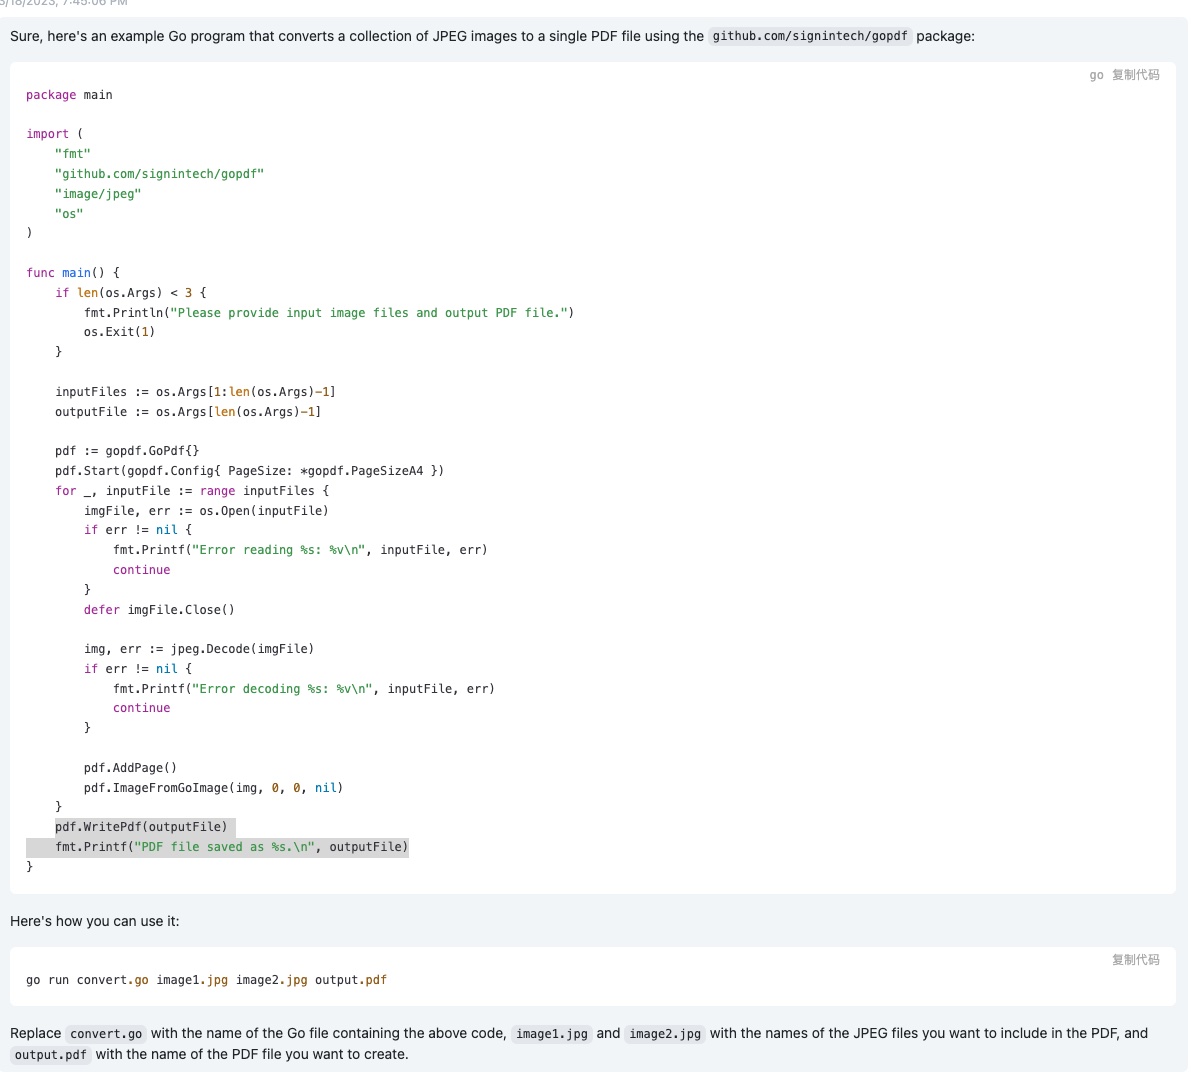 3/18/2023, 7:45:06 PM
Sure, here's an example Go program that converts a collection of JPEG images to a single PDF file using the github.com/signintech/gopdf package:
go 复制代码
package main
import (
    "fmt"
    "github.com/signintech/gopdf"
    "image/jpeg"
    "os"
)
func main() {
    if len(os.Args) < 3 {
        fmt.Println("Please provide input image files and output PDF file.")
        os.Exit(1)
    }
    inputFiles := os.Args[1:len(os.Args)-1]
    outputFile := os.Args[len(os.Args)-1]
    pdf := gopdf.GoPdf{}
    pdf.Start(gopdf.Config{ PageSize: *gopdf.PageSizeA4 })
    for _, inputFile := range inputFiles {
        imgFile, err := os.Open(inputFile)
        if err != nil {
            fmt.Printf("Error reading %s: %v\n", inputFile, err)
            continue
        }
        defer imgFile.Close()
        img, err := jpeg.Decode(imgFile)
        if err != nil {
            fmt.Printf("Error decoding %s: %v\n", inputFile, err)
            continue
        }
        pdf.AddPage()
        pdf.ImageFromGoImage(img, 0, 0, nil)
    }
    pdf.WritePdf(outputFile)
    fmt.Printf("PDF file saved as %s.\n", outputFile)
}
Here's how you can use it:
复制代码
go run convert.go image1.jpg image2.jpg output.pdf
Replace convert.go with the name of the Go file containing the above code, image1.jpg and image2.jpg with the names of the JPEG files you want to include in the PDF, and
output.pdf with the name of the PDF file you want to create.